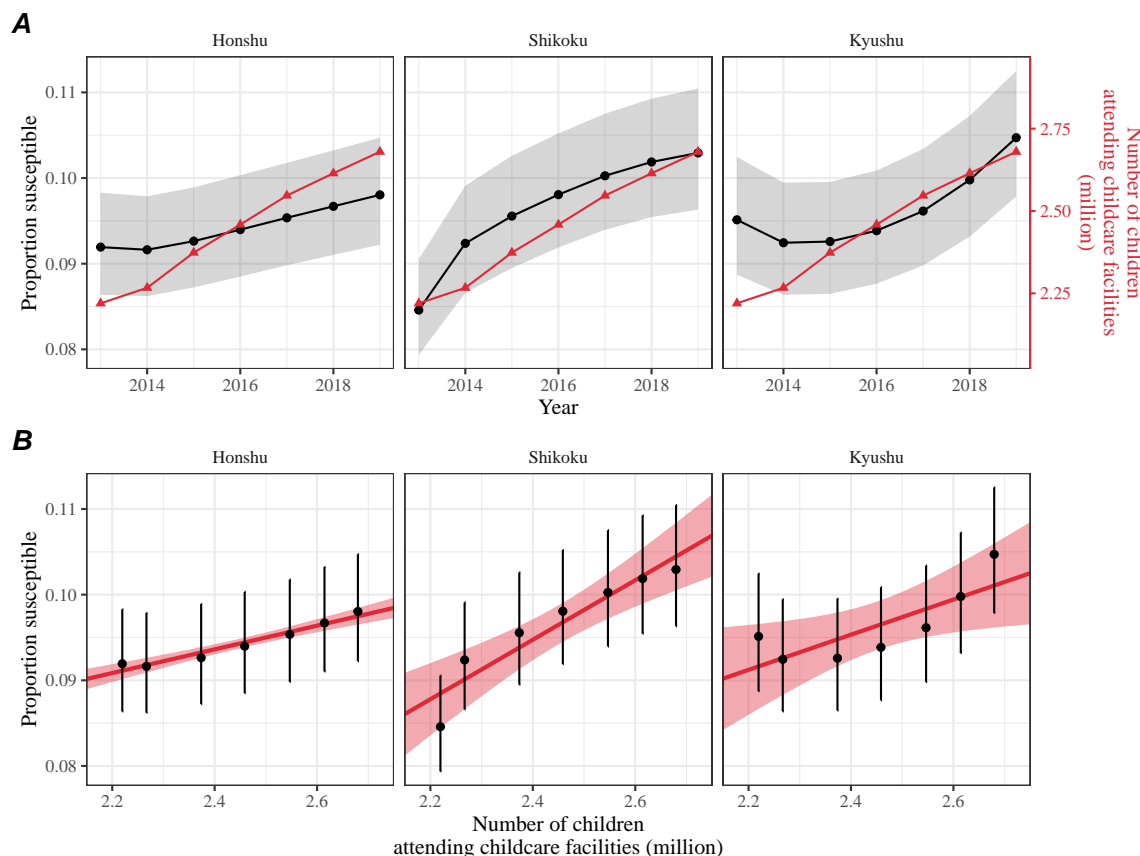 A
Honshu
Shikoku
Kyushu
Proportion susceptible
0.11
0.10
0.09
0.08
2014
2016
2018
2014
2016
2018
2014
2016
2018
Year
2.75
2.50
2.25
Number of children
attending childcare facilities
(million)
B
Honshu
Shikoku
Kyushu
Proportion susceptible
0.11
0.10
0.09
0.08
2.2
2.4
2.6
2.2
2.4
2.6
2.2
2.4
2.6
Number of children
attending childcare facilities (million)